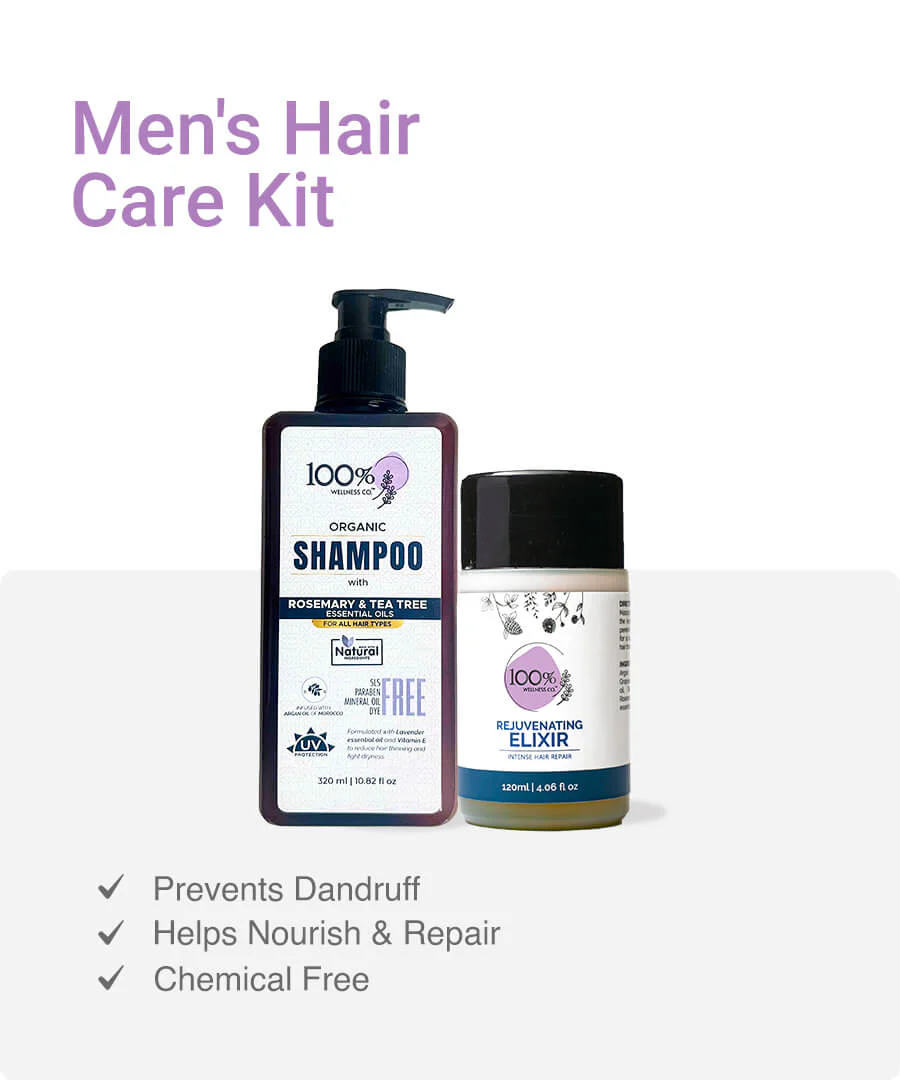 Men's Hair
Care Kit
100%
WELLNESS CO.™
ORGANIC
SHAMPOO
with
ROSEMARY & TEA TREE
ESSENTIAL OILS
FOR ALL HAIR TYPES
Natural
INGREDIENTS
SLS
PARABEN
MINERAL OIL
DYE
FREE
INFUSED WITH
ARGAN OIL OF MOROCCO
UV
PROTECTION
Formulated with Lavender
essential oil and Vitamin E
to reduce hair thinning and
fight dryness
320 ml | 10.82 fl oz
100%
WELLNESS CO.™
REJUVENATING
ELIXIR
INTENSE HAIR REPAIR
120ml | 4.06 fl oz
Prevents Dandruff
Helps Nourish & Repair
Chemical Free